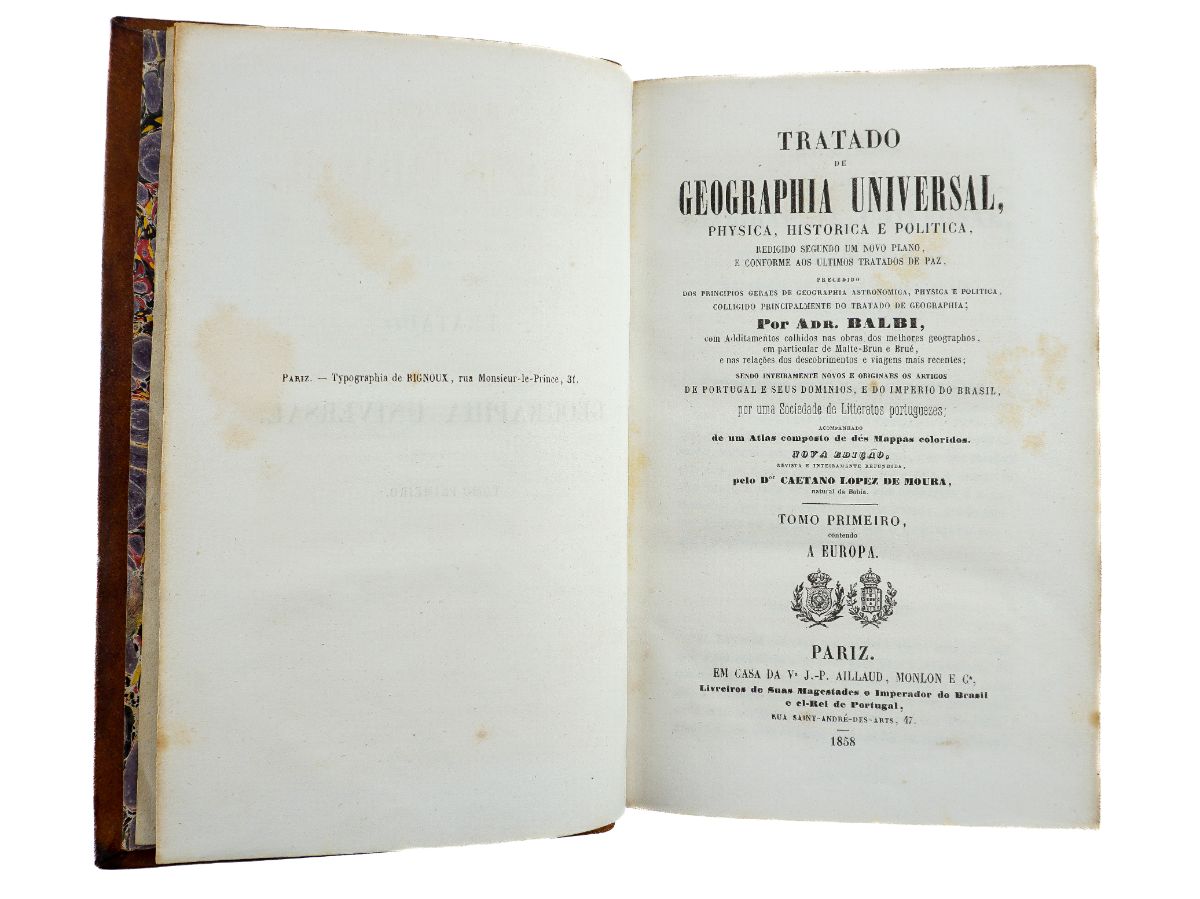 PARIZ. — Typographia de RIGNOUX, rua Monsieur-le-Prince, 31.
TRATADO
DE
GEOGRAPHIA UNIVERSAL,
PHYSICA, HISTORICA E POLITICA,
REDIGIDO SEGUNDO UM NOVO PLANO,
E CONFORME AOS ULTIMOS TRATADOS DE PAZ,
PRECEDIDO
DOS PRINCIPIOS GERAES DE GEOGRAPHIA ASTRONOMICA, PHYSICA E POLITICA,
COLLIGIDO PRINCIPALMENTE DO TRATADO DE GEOGRAPHIA;
Por ADR. BALBI,
com Additamentos colhidos nas obras dos melhores geographos,
em particular de Malte-Brun e Brué,
e nas relações dos descobrimentos e viagens mais recentes;
SENDO INTEIRAMENTE NOVOS E ORIGINAES OS ARTIGOS
DE PORTUGAL E SEUS DOMINIOS, E DO IMPERIO DO BRASIL,
por uma Sociedade de Litteratos portuguezes;
ACOMPANHADO
de um Atlas composto de dés Mappas coloridos.
NOVA EDIÇÃO,
REVISTA E INTEIRAMENTE REFUNDIDA,
pelo Dor CAETANO LOPEZ DE MOURA,
natural da Bahia.
TOMO PRIMEIRO,
contendo
A EUROPA.
PARIZ.
EM CASA DA Va J.-P. AILLAUD, MONLON E Ca,
Livreiros de Suas Magestades o Imperador do Brasil
e el-Rei de Portugal,
RUA SAINT-ANDRÉ-DES-ARTS, 47.
1858